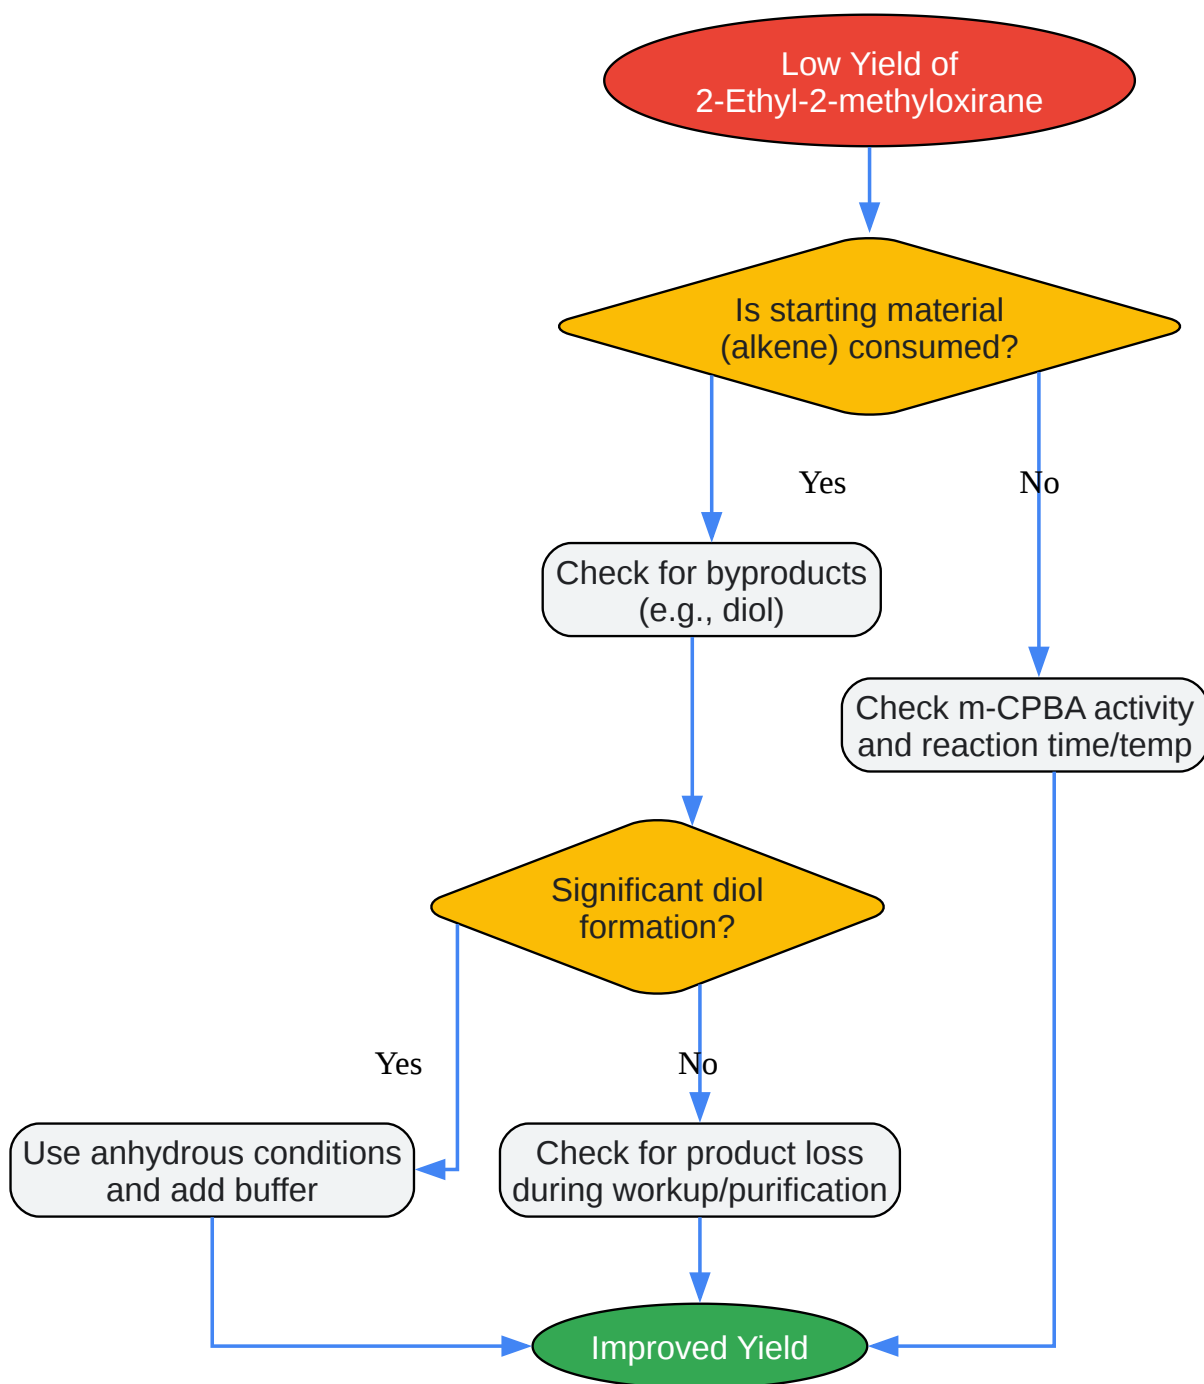 Low Yield of
2-Ethyl-2-methyloxirane
Is starting material
(alkene) consumed?
Yes
No
Check for byproducts
(e.g., diol)
Check m-CPBA activity
and reaction time/temp
Significant diol
formation?
Yes
No
Use anhydrous conditions
and add buffer
Check for product loss
during workup/purification
Improved Yield